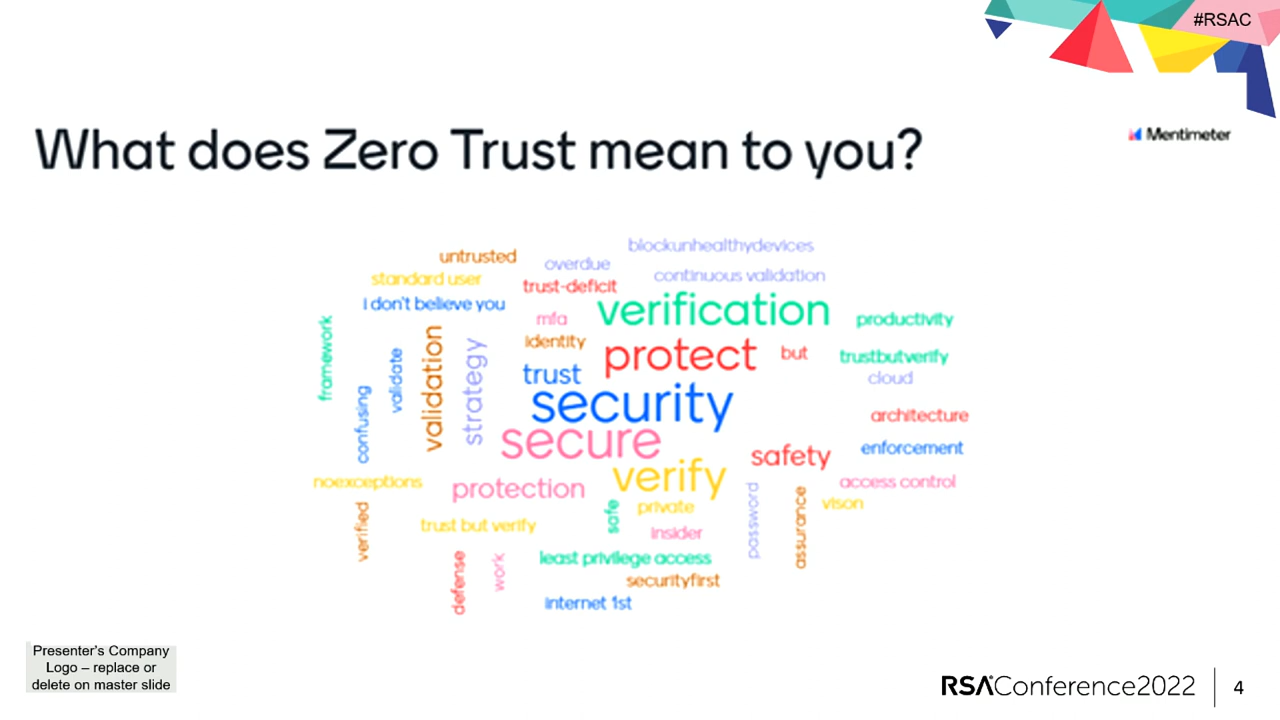 #RSAC
What does Zero Trust mean to you?
Mentimeter
blockunhealthydevices
untrusted
overdue
standard user
continuous validation
trust-deficit
i don't believe you
mfa
verification
productivity
framework
validate
validation
strategy
identity
protect
but
trustbutverify
trust
cloud
confusing
security
architecture
secure
safety
enforcement
noexceptions
protection
verify
access control
verified
trust but verify
safe
private
password
assurance
vison
insider
defense
work
least privilege access
securityfirst
internet 1st
Presenter's Company
Logo – replace or
delete on master slide
RSAConference2022
4